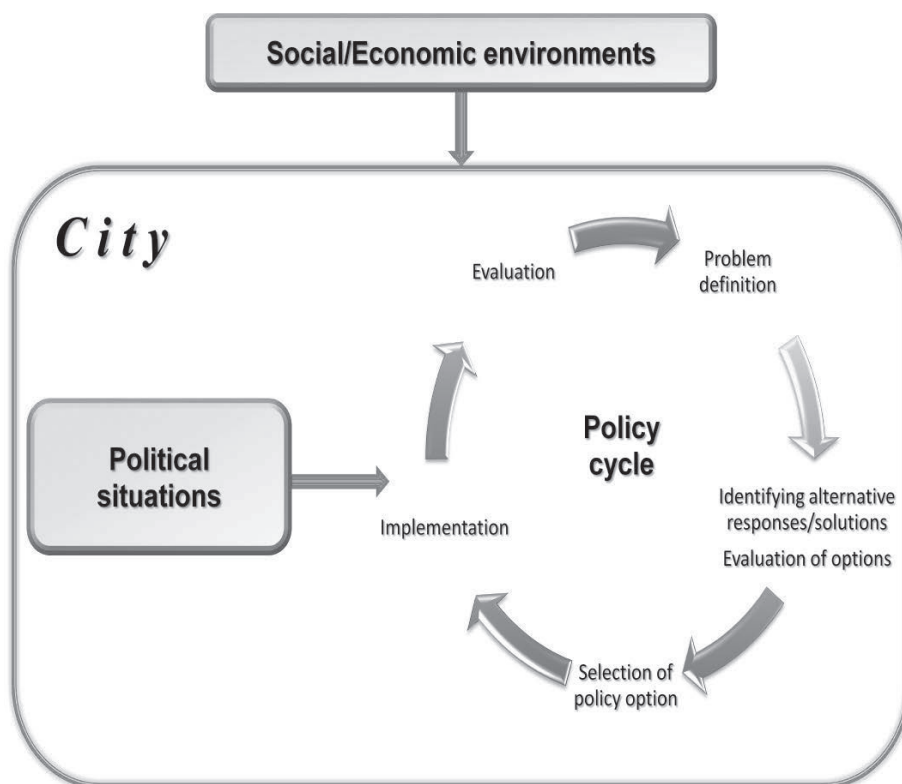 Social/Economic environments
City
Evaluation
Problem
definition
Policy
cycle
Political
situations
Identifying alternative
responses/solutions
Evaluation of options
Implementation
Selection of
policy option